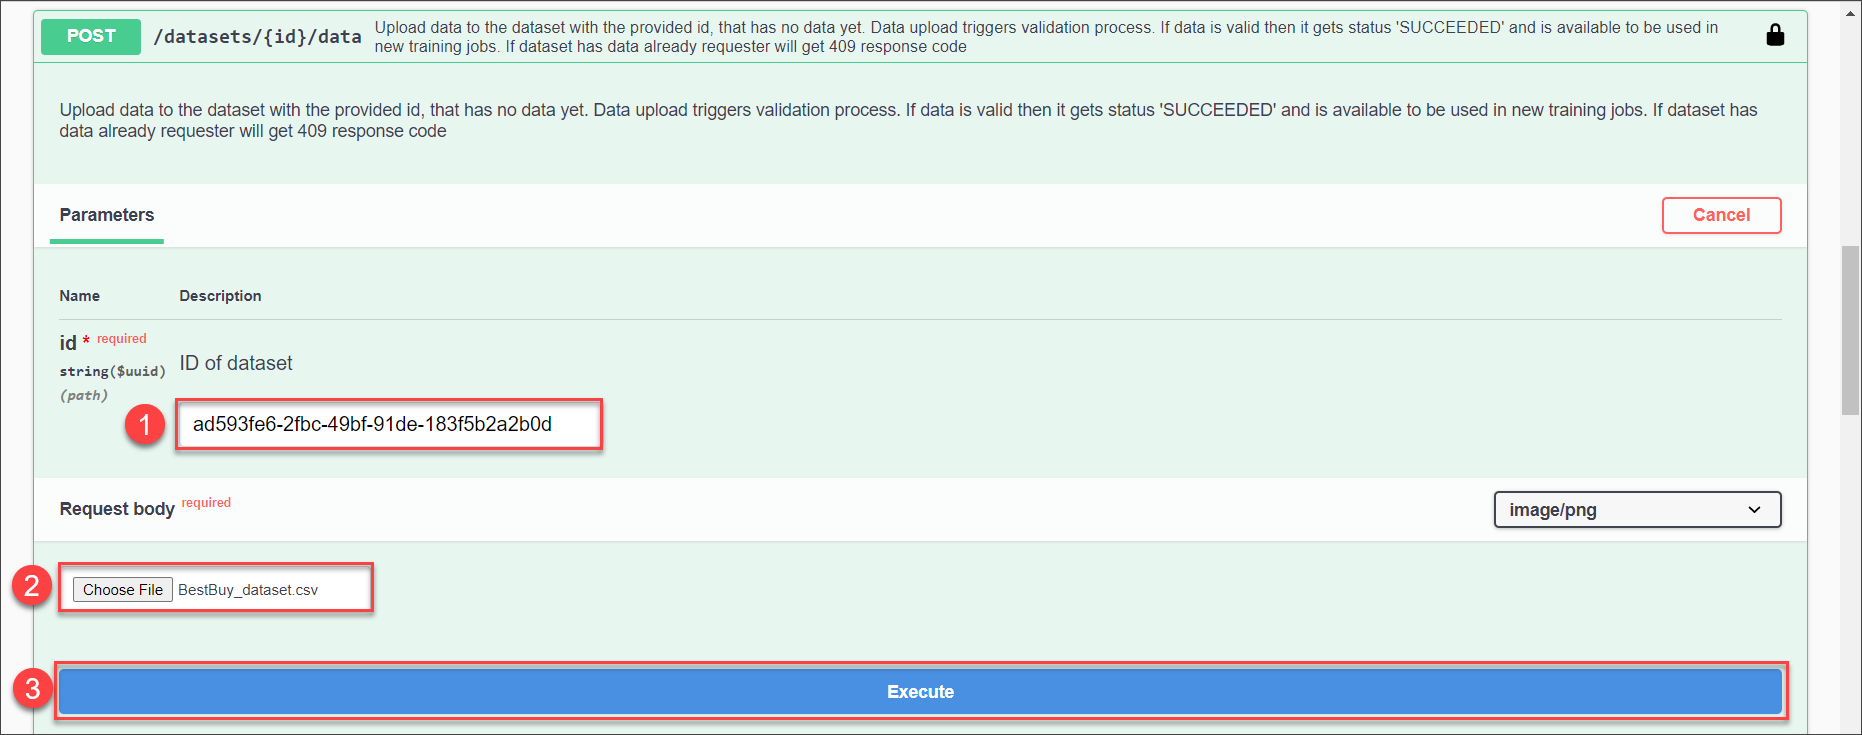 POST /datasets/{id}/data Upload data to the dataset with the provided id, that has no data yet. Data upload triggers validation process. If data is valid then it gets status 'SUCCEEDED' and is available to be used in
new training jobs. If dataset has data already requester will get 409 response code
Upload data to the dataset with the provided id, that has no data yet. Data upload triggers validation process. If data is valid then it gets status 'SUCCEEDED' and is available to be used in new training jobs. If dataset has
data already requester will get 409 response code
Parameters Cancel
Name Description
id * required
ID of dataset
string($uuid)
(path)
1 ad593fe6-2fbc-49bf-91de-183f5b2a2b0d
Request body required image/png
2 Choose File BestBuy_dataset.csv
3 Execute